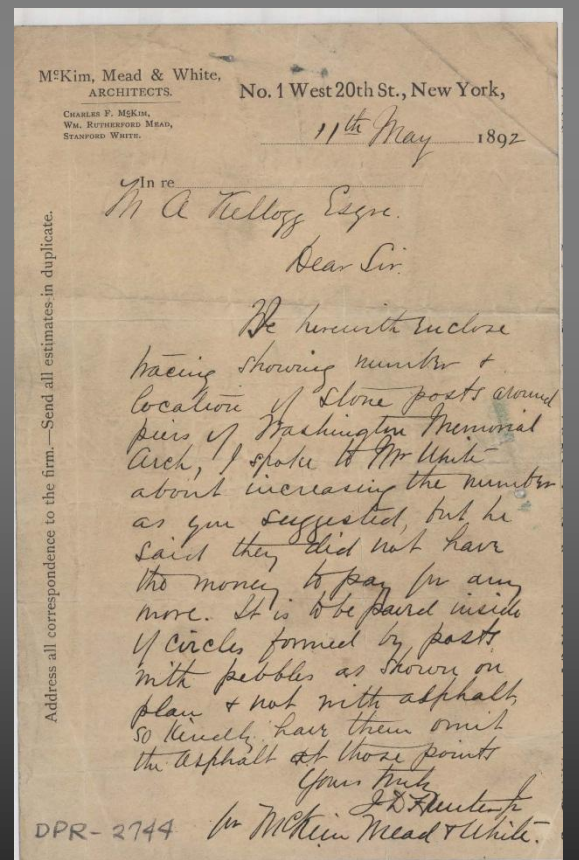 McKim, Mead & White,
ARCHITECTS.
CHARLES F. McKIM,
WM. RUTHERFORD MEAD,
STANFORD WHITE.
No. 1 West 20th St., New York,
11th May 1892
In re
M A Kellogg Esqre.
Dear Sir.
We herewith enclose
tracing showing number &
location of stone posts around
piers of Washington Memorial
Arch, I spoke to Mr White
about increasing the number
as you suggested, but he
said they did not have
the money to pay for any
more. It is to be paved inside
of circles formed by posts
with pebbles as shown on
plan & not with asphalt,
so kindly have them omit
the asphalt at those points
Yours truly
J D Hunter Jr
for McKim Mead & White.
Address all correspondence to the firm.—Send all estimates in duplicate.
DPR-2744